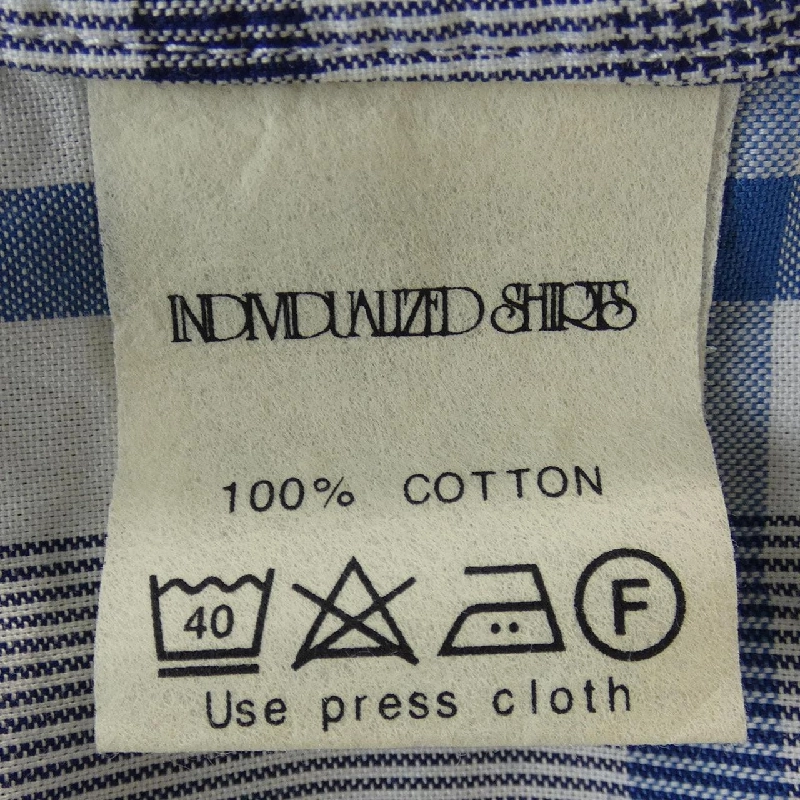 INDIVIDUALIZED SHIRTS
100% COTTON
40 F
Use press cloth